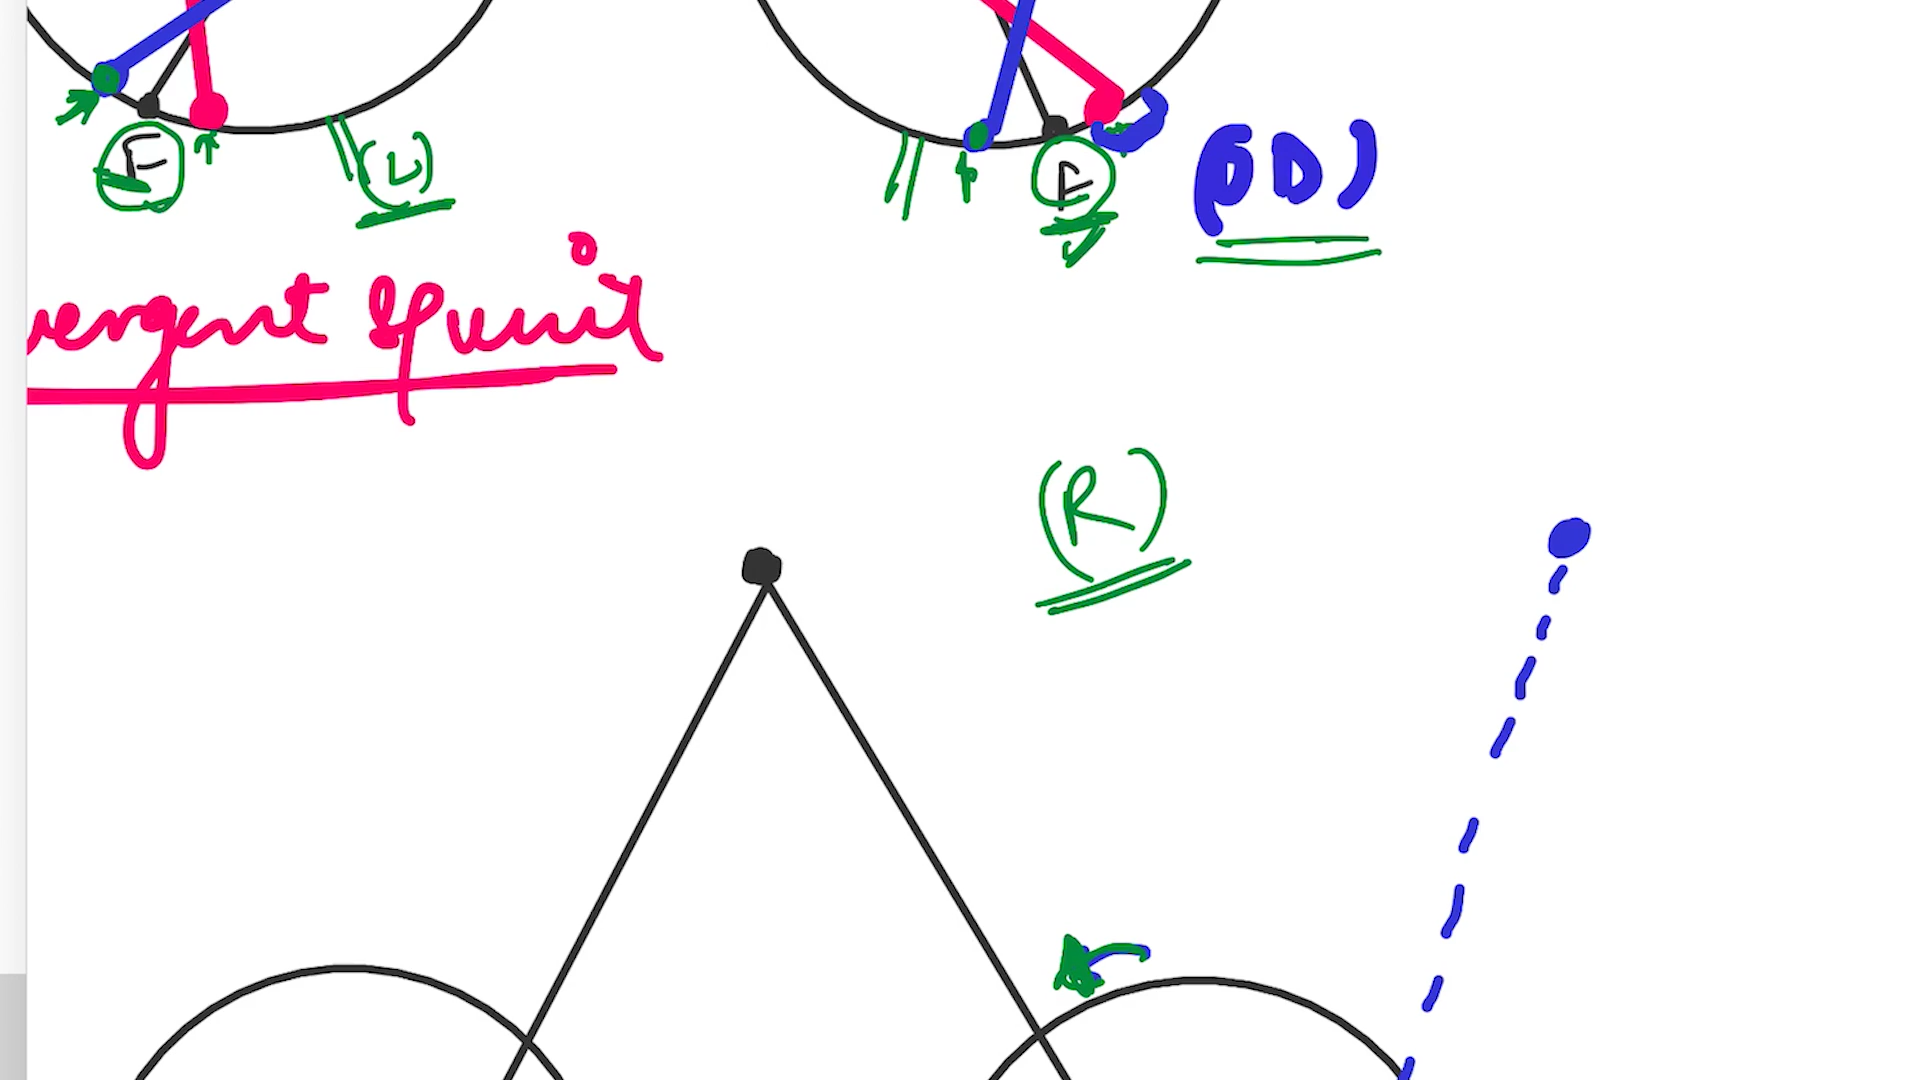 F (L) F (PD)
vergent squint
(R)